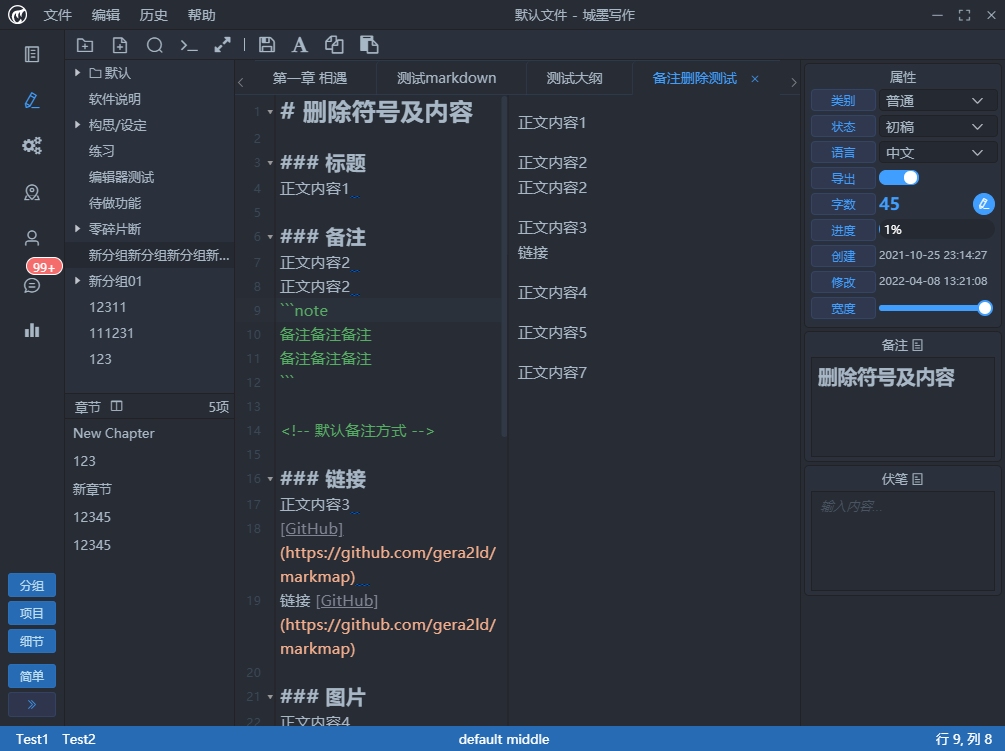 文件 编辑 历史 帮助
默认文件 - 城墨写作
默认
软件说明
构思/设定
练习
编辑器测试
待做功能
零碎片断
新分组新分组新分组新...
新分组01
12311
111231
123
99+
章节 5项
New Chapter
123
新章节
12345
12345
分组
项目
细节
简单
第一章 相遇 测试markdown 测试大纲 备注删除测试 ×
1 # 删除符号及内容
2
3 ### 标题
4 正文内容1
5
6 ### 备注
7 正文内容2
8 正文内容2
9 ```note
10 备注备注备注
11 备注备注备注
12 ```
13
14 <!-- 默认备注方式 -->
15
16 ### 链接
17 正文内容3
18 [GitHub]
(https://github.com/gera2ld/
markmap)
19 链接 [GitHub]
(https://github.com/gera2ld/
markmap)
20
21 ### 图片
22 正文内容4
正文内容1
正文内容2
正文内容2
正文内容3
链接
正文内容4
正文内容5
正文内容7
属性
类别 普通
状态 初稿
语言 中文
导出
字数 45
进度 1%
创建 2021-10-25 23:14:27
修改 2022-04-08 13:21:08
宽度
备注
删除符号及内容
伏笔
输入内容...
Test1 Test2
default middle
行 9, 列 8